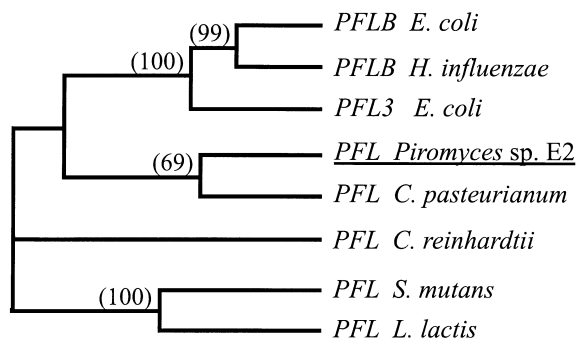 PFLB E. coli
(99)
PFLB H. influenzae
(100)
PFL3 E. coli
PFL Piromyces sp. E2
(69)
PFL C. pasteurianum
PFL C. reinhardtii
PFL S. mutans
(100)
PFL L. lactis